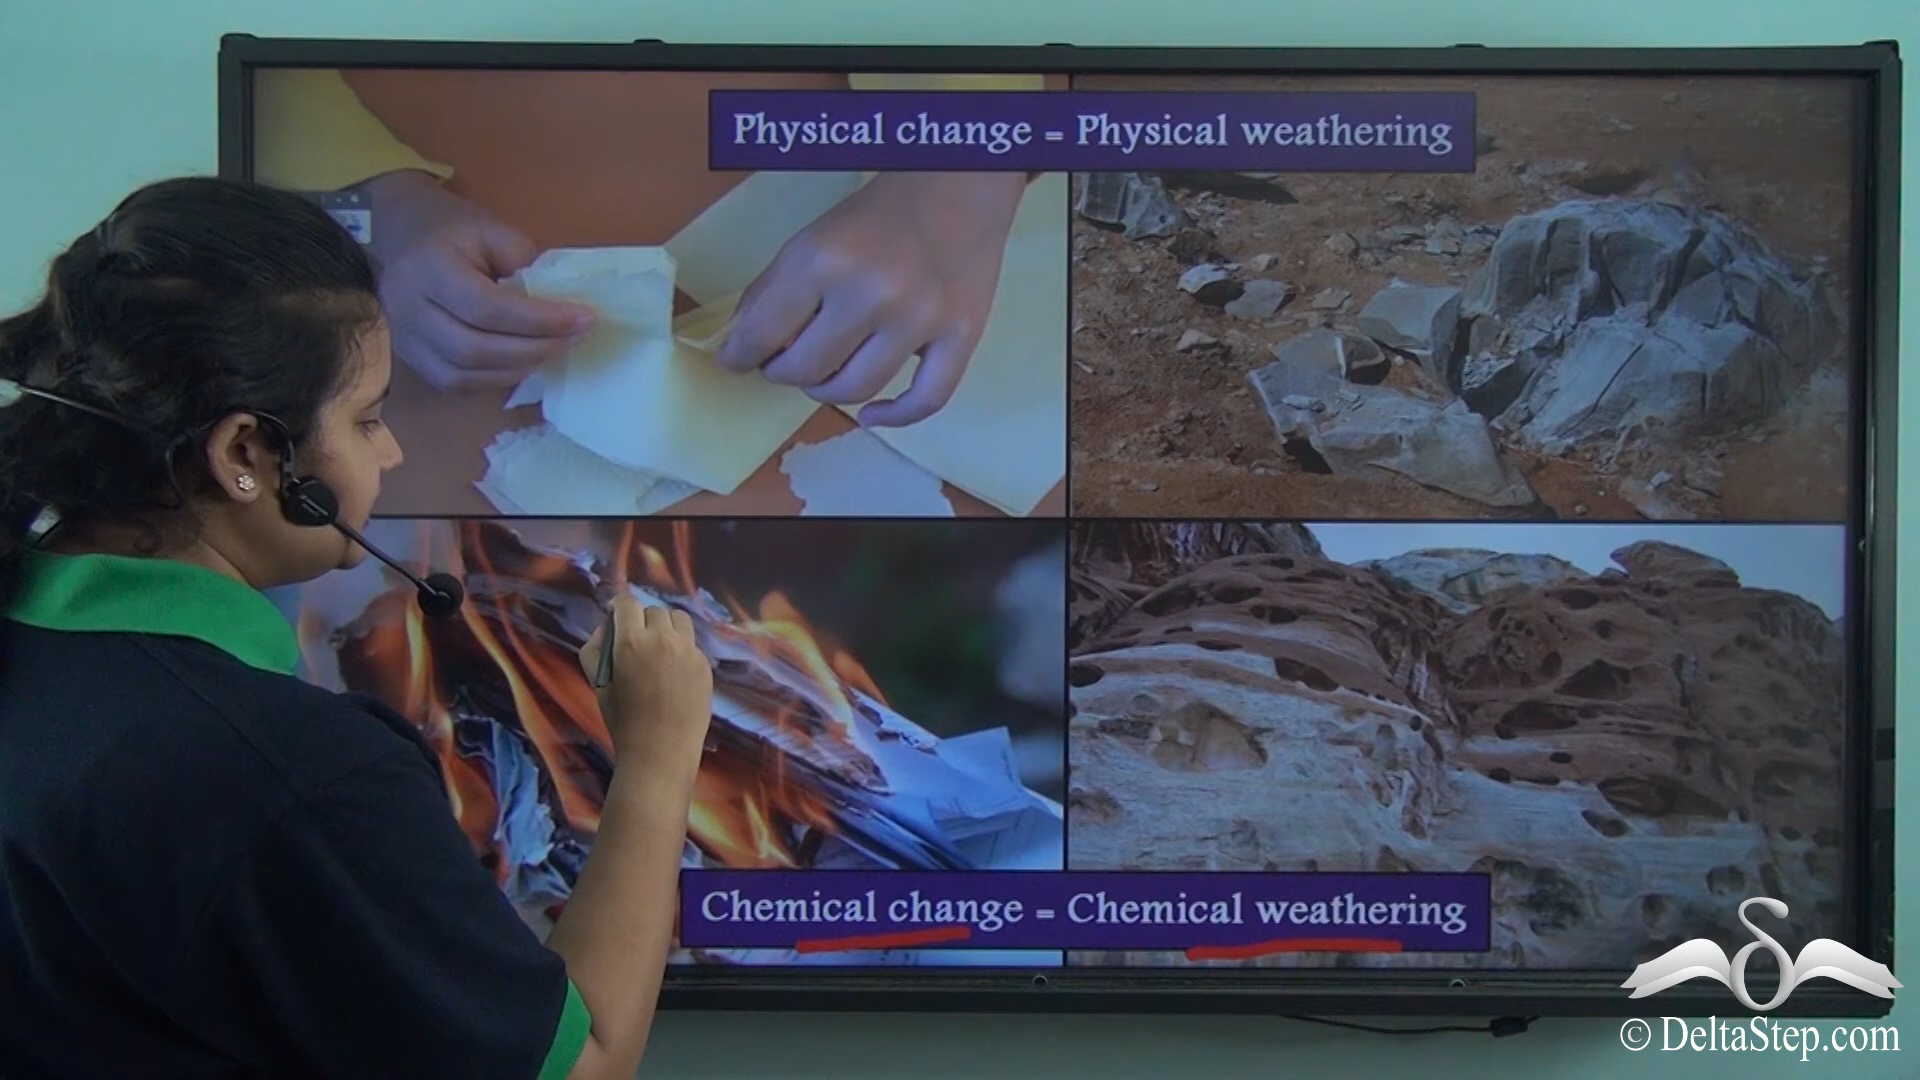 Physical change = Physical weathering
Chemical change = Chemical weathering
© DeltaStep.com